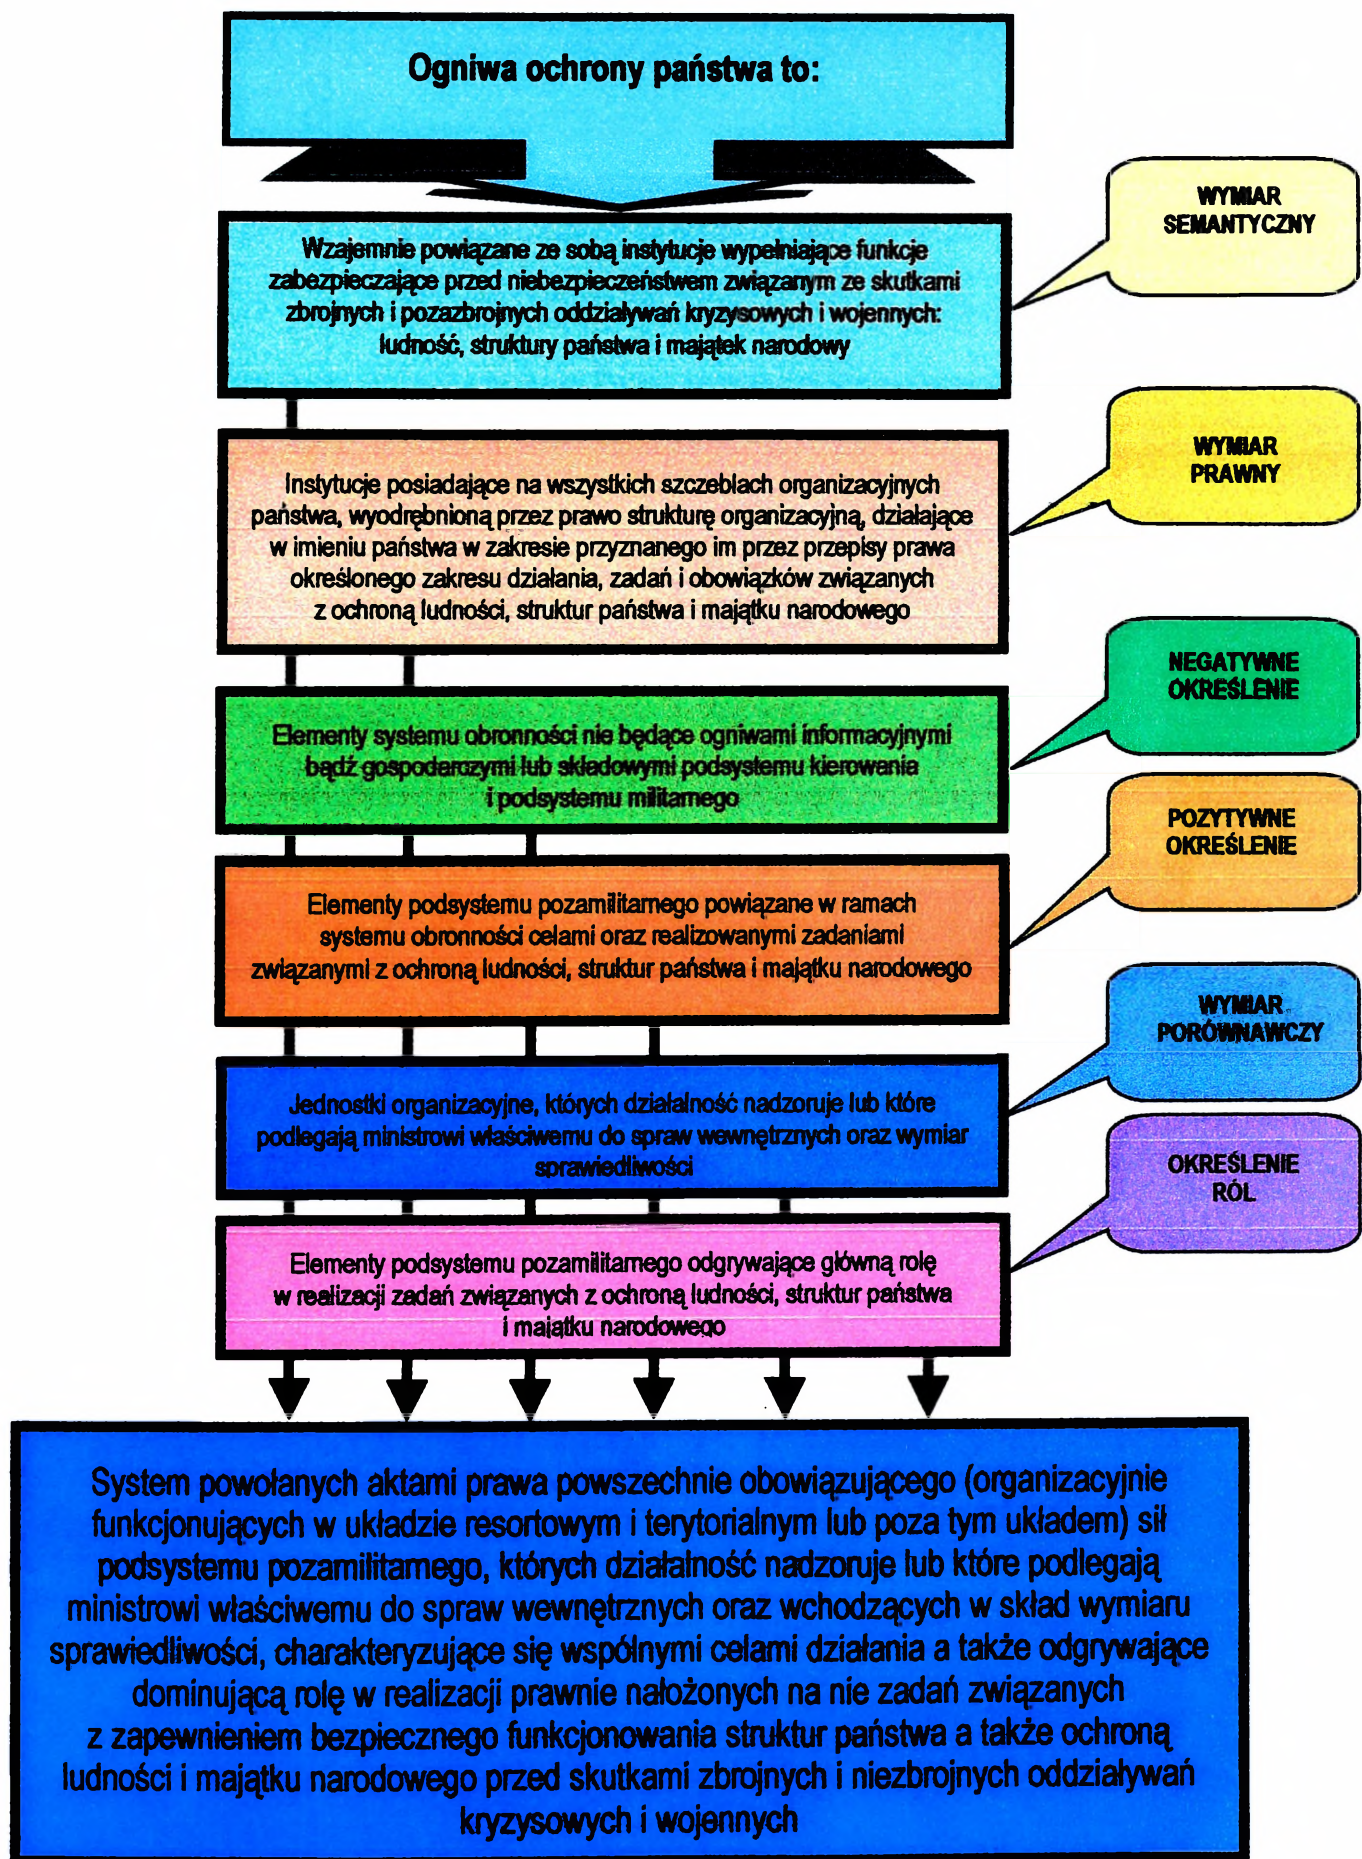 Ogniwa ochrony państwa to:
WYMIAR
SEMANTYCZNY
Wzajemnie powiązane ze sobą instytucje wypełniające funkcje
zabezpieczające przed niebezpieczeństwem związanym ze skutkami
zbrojnych i pozazbrojnych oddziaływań kryzysowych i wojennych:
ludność, struktury państwa i majątek narodowy
WYMIAR
PRAWNY
Instytucje posiadające na wszystkich szczeblach organizacyjnych
państwa, wyodrębnioną przez prawo strukturę organizacyjną, działające
w imieniu państwa w zakresie przyznanego im przez przepisy prawa
określonego zakresu działania, zadań i obowiązków związanych
z ochroną ludności, struktur państwa i majątku narodowego
NEGATYWNE
OKREŚLENIE
Elementy systemu obronności nie będące ogniwami informacyjnymi
bądź gospodarczymi lub składowymi podsystemu kierowania
i podsystemu militarnego
POZYTYWNE
OKREŚLENIE
Elementy podsystemu pozamilitarnego powiązane w ramach
systemu obronności celami oraz realizowanymi zadaniami
związanymi z ochroną ludności, struktur państwa i majątku narodowego
WYMIAR
PORÓWNAWCZY
Jednostki organizacyjne, których działalność nadzoruje lub które
podlegają ministrowi właściwemu do spraw wewnętrznych oraz wymiar
sprawiedliwości
OKREŚLENIE
RÓL
Elementy podsystemu pozamilitarnego odgrywające główną rolę
w realizacji zadań związanych z ochroną ludności, struktur państwa
i majątku narodowego
System powołanych aktami prawa powszechnie obowiązującego (organizacyjnie
funkcjonujących w układzie resortowym i terytorialnym lub poza tym układem) sił
podsystemu pozamilitarnego, których działalność nadzoruje lub które podlegają
ministrowi właściwemu do spraw wewnętrznych oraz wchodzących w skład wymiaru
sprawiedliwości, charakteryzujące się wspólnymi celami działania a także odgrywające
dominującą rolę w realizacji prawnie nałożonych na nie zadań związanych
z zapewnieniem bezpiecznego funkcjonowania struktur państwa a także ochroną
ludności i majątku narodowego przed skutkami zbrojnych i niezbrojnych oddziaływań
kryzysowych i wojennych